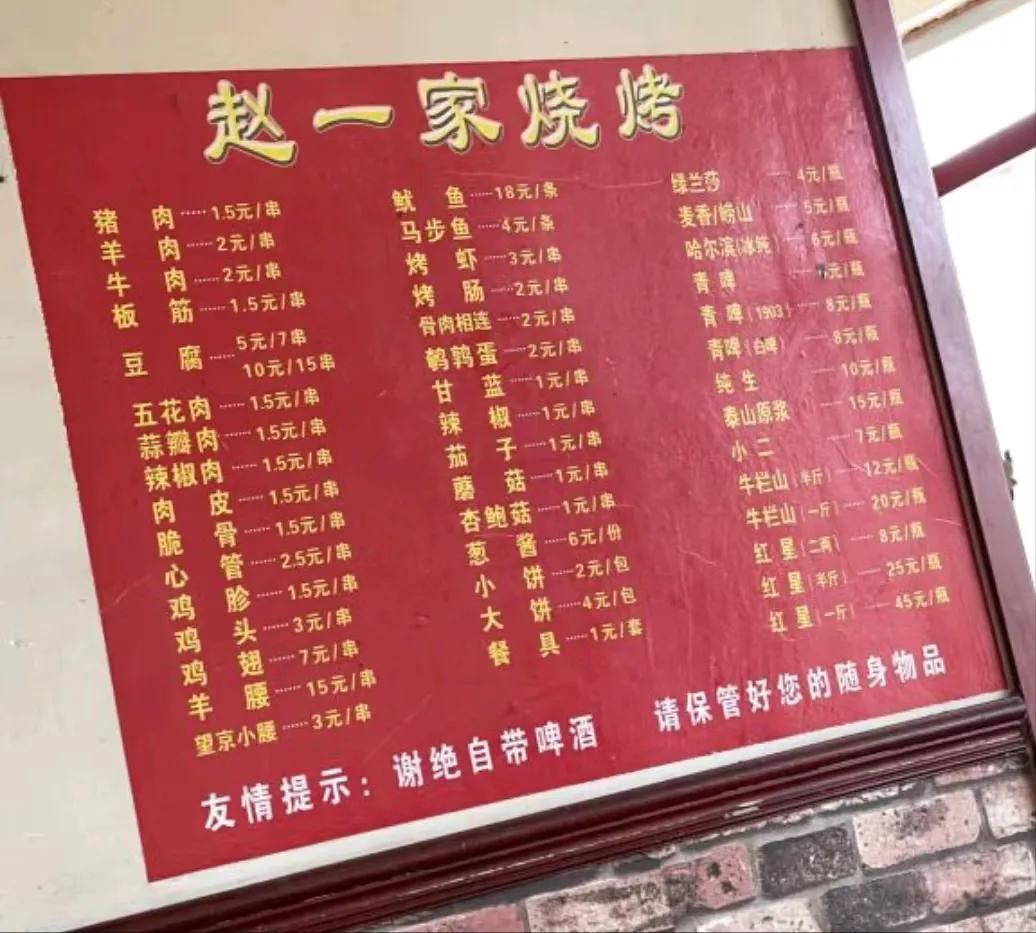 赵一家烧烤
猪肉······1.5元/串
羊肉······2元/串
牛肉······2元/串
板筋······1.5元/串
豆腐······5元/7串
10元/15串
五花肉······1.5元/串
蒜瓣肉······1.5元/串
辣椒肉······1.5元/串
肉皮······1.5元/串
脆骨······1.5元/串
心管······2.5元/串
鸡胗······1.5元/串
鸡头······3元/串
鸡翅······7元/串
羊腰······15元/串
望京小腰······3元/串
鱿鱼······18元/条
马步鱼······4元/条
烤虾······3元/串
烤肠······2元/串
骨肉相连······2元/串
鹌鹑蛋······2元/串
甘蓝······1元/串
辣椒······1元/串
茄子······1元/串
蘑菇······1元/串
杏鲍菇······1元/串
葱酱······6元/份
小饼······2元/包
大饼······4元/包
餐具······1元/套
绿兰莎······4元/瓶
麦香/崂山······5元/瓶
哈尔滨(冰纯)······6元/瓶
青啤······元/瓶
青啤(1903)······8元/瓶
青啤(白啤)······8元/瓶
纯生······10元/瓶
泰山原浆······15元/瓶
小二······7元/瓶
牛栏山(半斤)······12元/瓶
牛栏山(一斤)······20元/瓶
红星(二两)······8元/瓶
红星(半斤)······25元/瓶
红星(一斤)······45元/瓶
友情提示：谢绝自带啤酒 请保管好您的随身物品